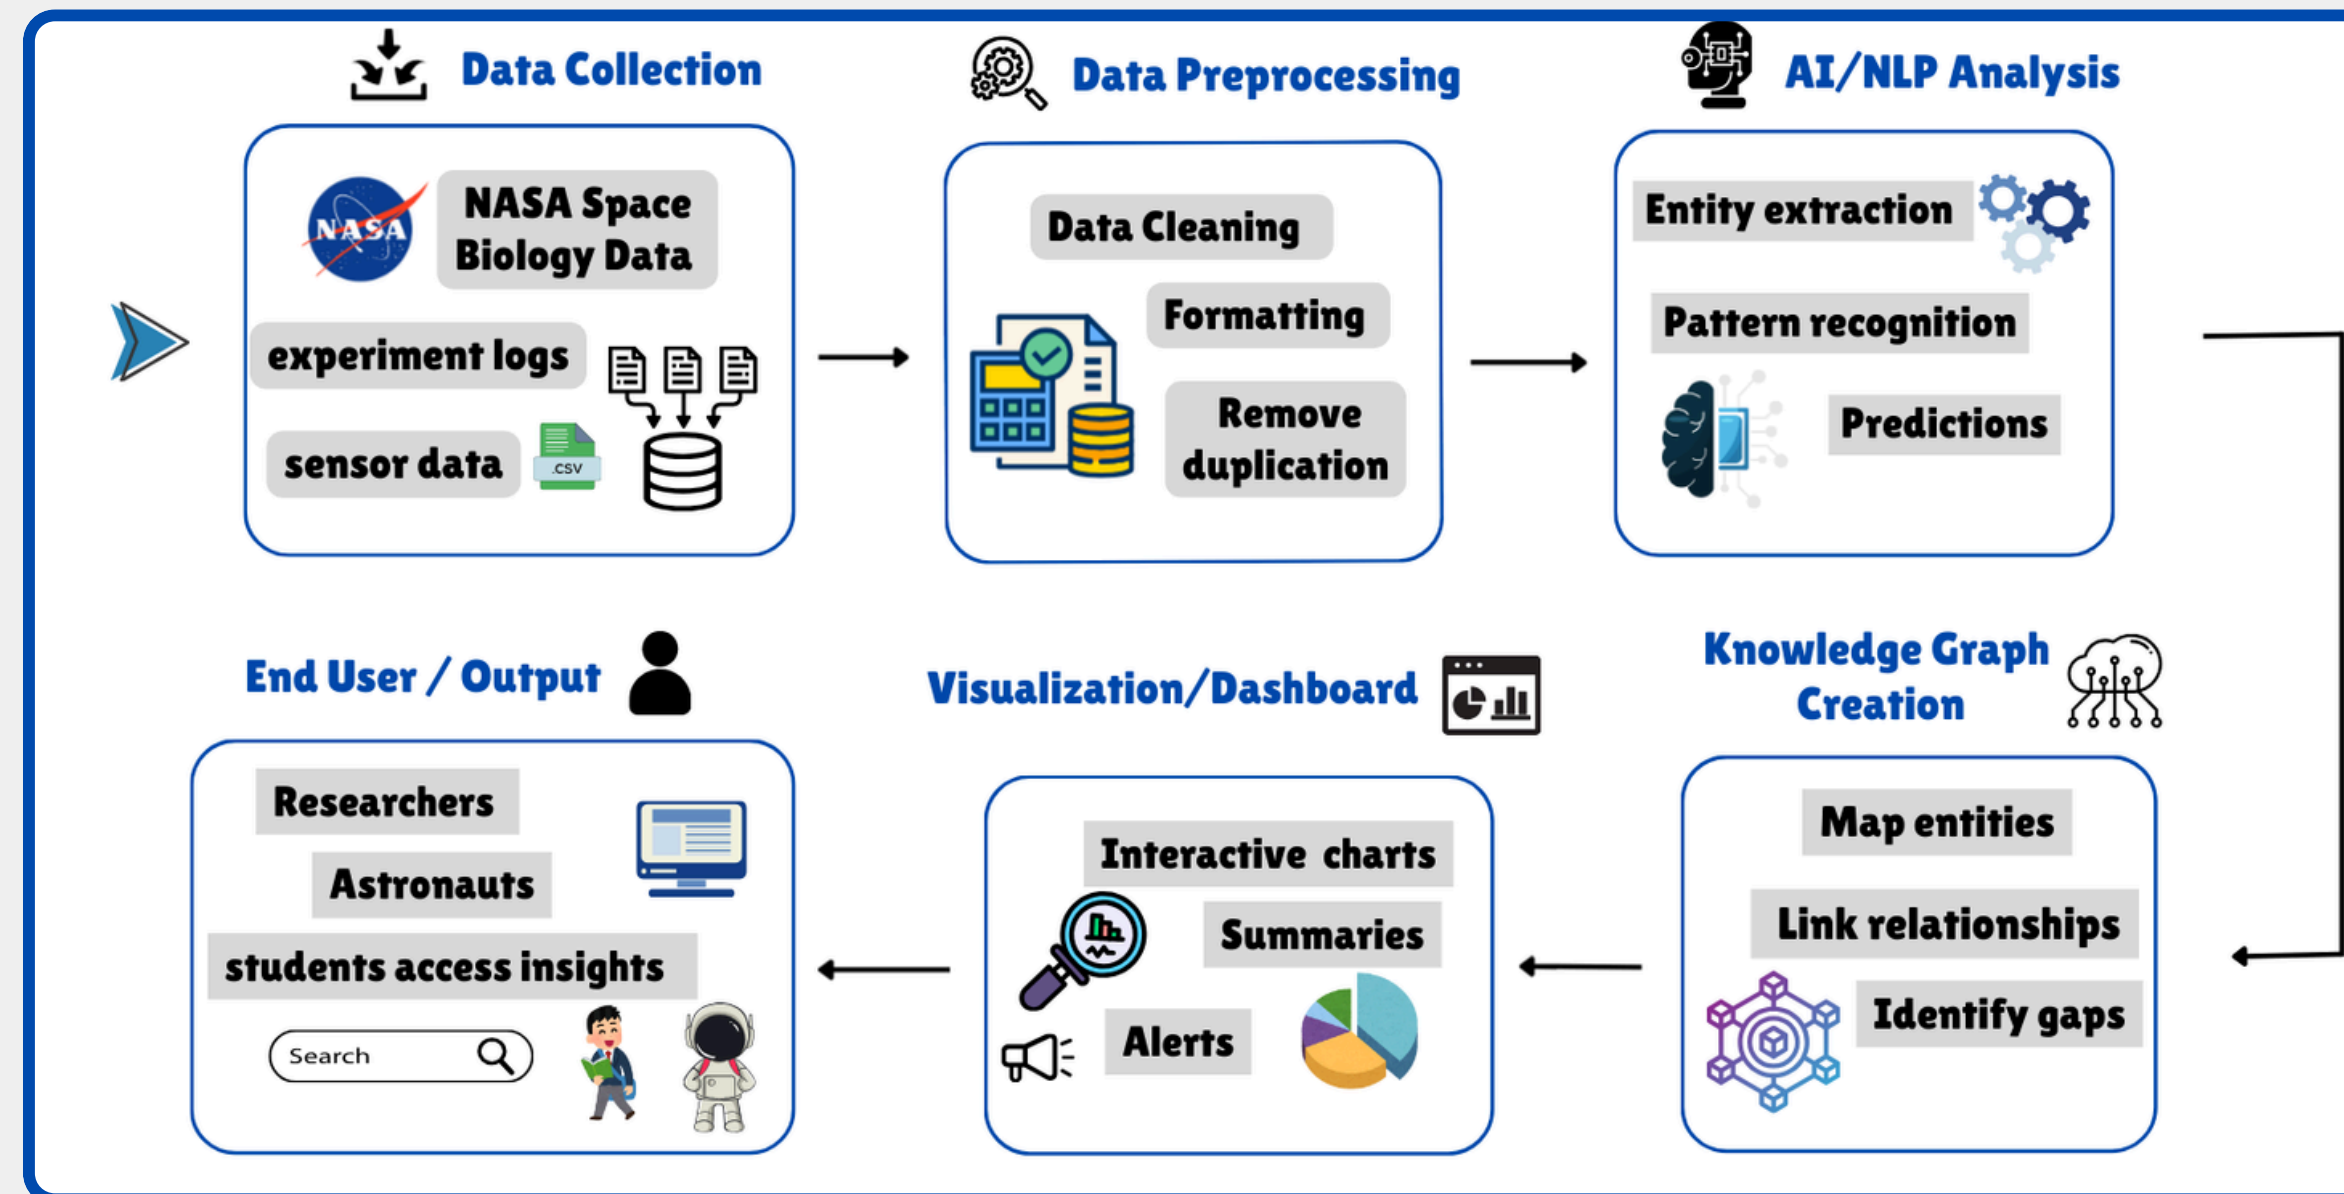 Data Collection
NASA
NASA Space
Biology Data
experiment logs
sensor data
.CSV
Data Preprocessing
Data Cleaning
Formatting
Remove
duplication
AI/NLP Analysis
Entity extraction
Pattern recognition
Predictions
Knowledge Graph
Creation
Map entities
Link relationships
Identify gaps
Visualization/Dashboard
Interactive charts
Summaries
Alerts
End User / Output
Researchers
Astronauts
students access insights
Search